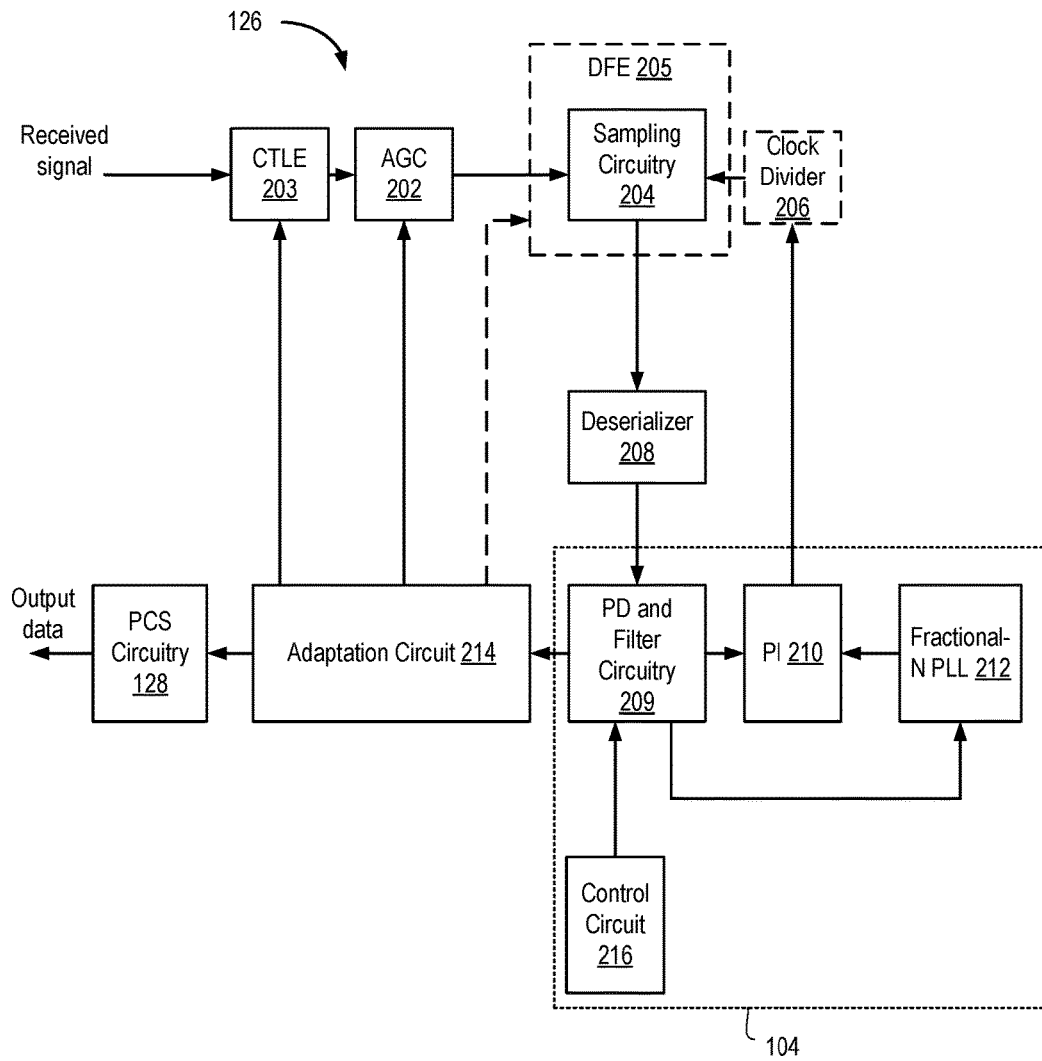 126
DFE 205
Received
signal
CTLE
203
AGC
202
Sampling
Circuitry
204
Clock
Divider
206
Deserializer
208
Output
data
PCS
Circuitry
128
Adaptation Circuit 214
PD and
Filter
Circuitry
209
PI 210
Fractional-
N PLL 212
Control
Circuit
216
104